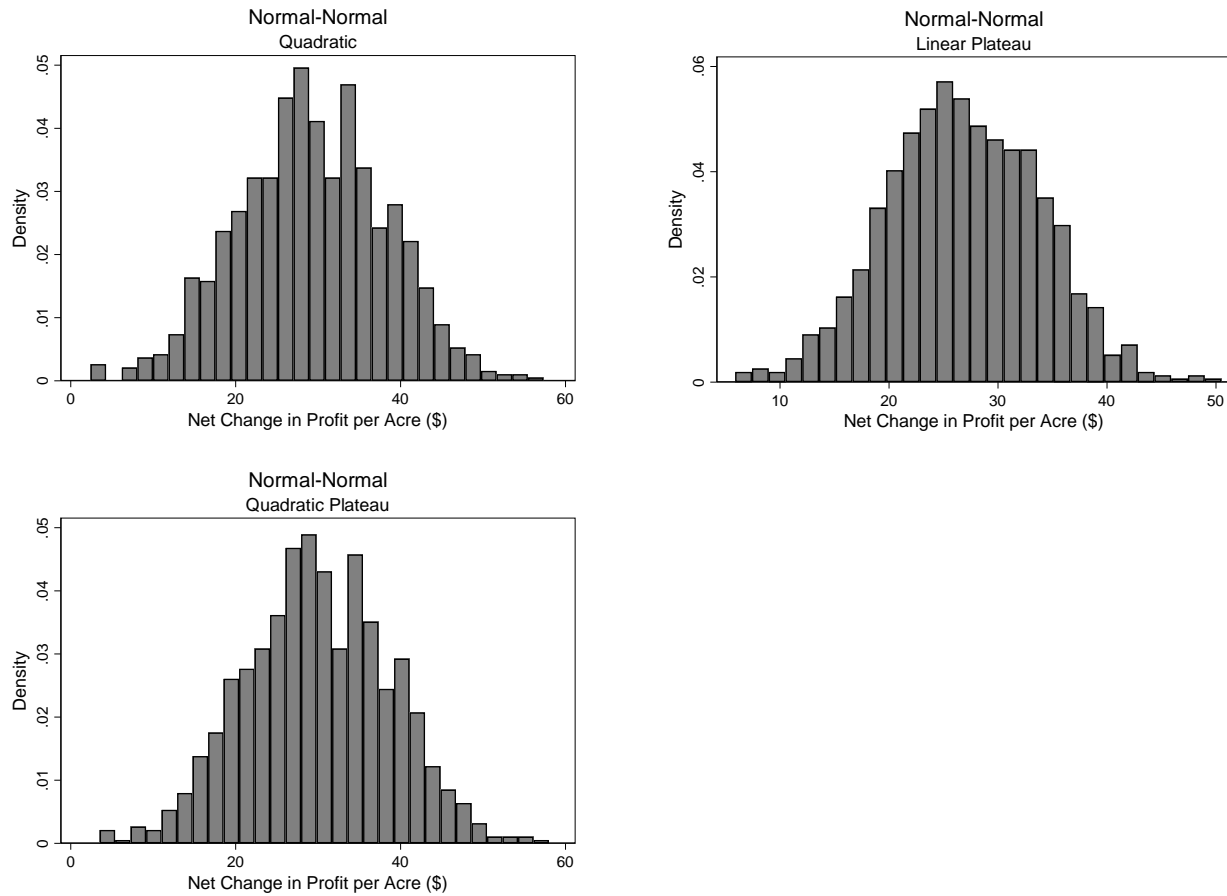 Normal-Normal
Quadratic
Density
0
.01
.02
.03
.04
.05
0 20 40 60
Net Change in Profit per Acre ($)
Normal-Normal
Linear Plateau
Density
0
.02
.04
.06
10 20 30 40 50
Net Change in Profit per Acre ($)
Normal-Normal
Quadratic Plateau
Density
0
.01
.02
.03
.04
.05
0 20 40 60
Net Change in Profit per Acre ($)